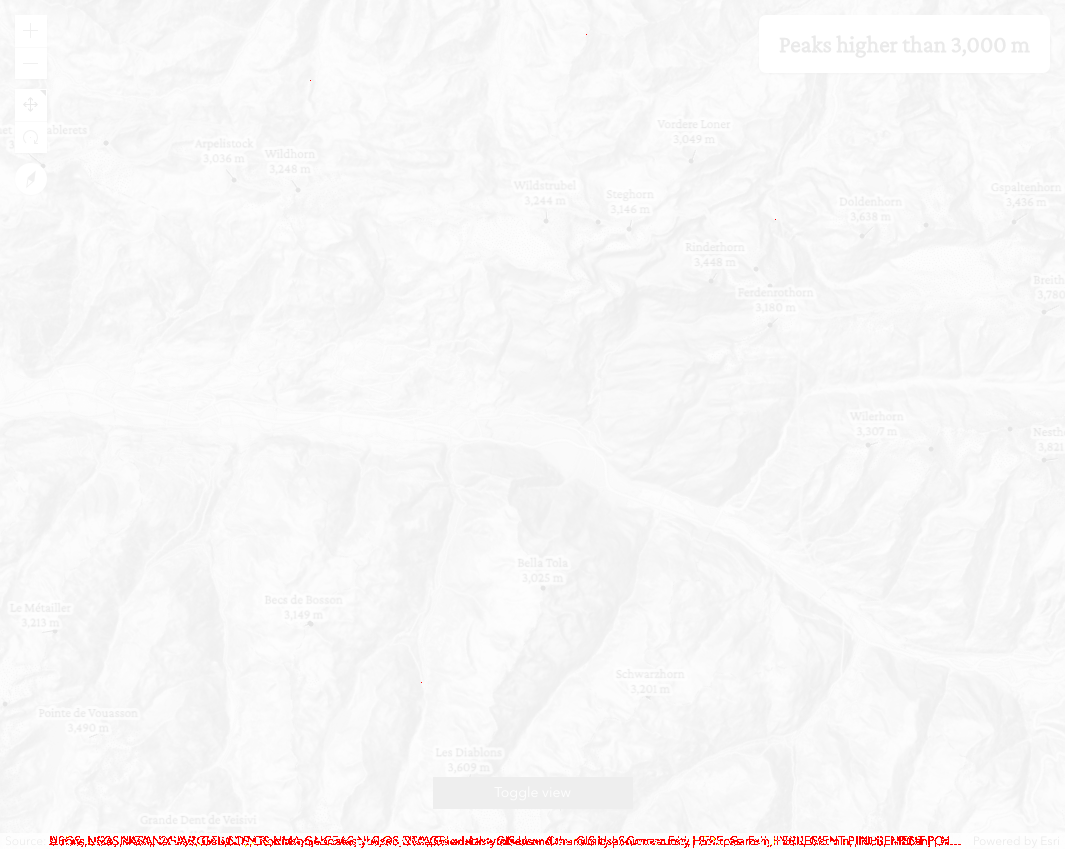 Peaks higher than 3,000 m
Vordere Loner
3,049 m
Arpelistock
3,036 m
Wildhorn
3,248 m
Wildstrubel
3,244 m
Steghorn
3,146 m
Doldenhorn
3,638 m
Gspaltenhorn
3,436 m
Rinderhorn
3,448 m
Ferdenrothorn
3,180 m
Breith
3,780
Wilerhorn
3,307 m
Nesth
3,821
Bella Tola
3,025 m
Le Métailler
3,213 m
Becs de Bosson
3,149 m
Schwarzhorn
3,201 m
Pointe de Vouasson
3,490 m
Les Diablons
3,609 m
Toggle view
Grande Dent de Veisivi
Powered by Esri